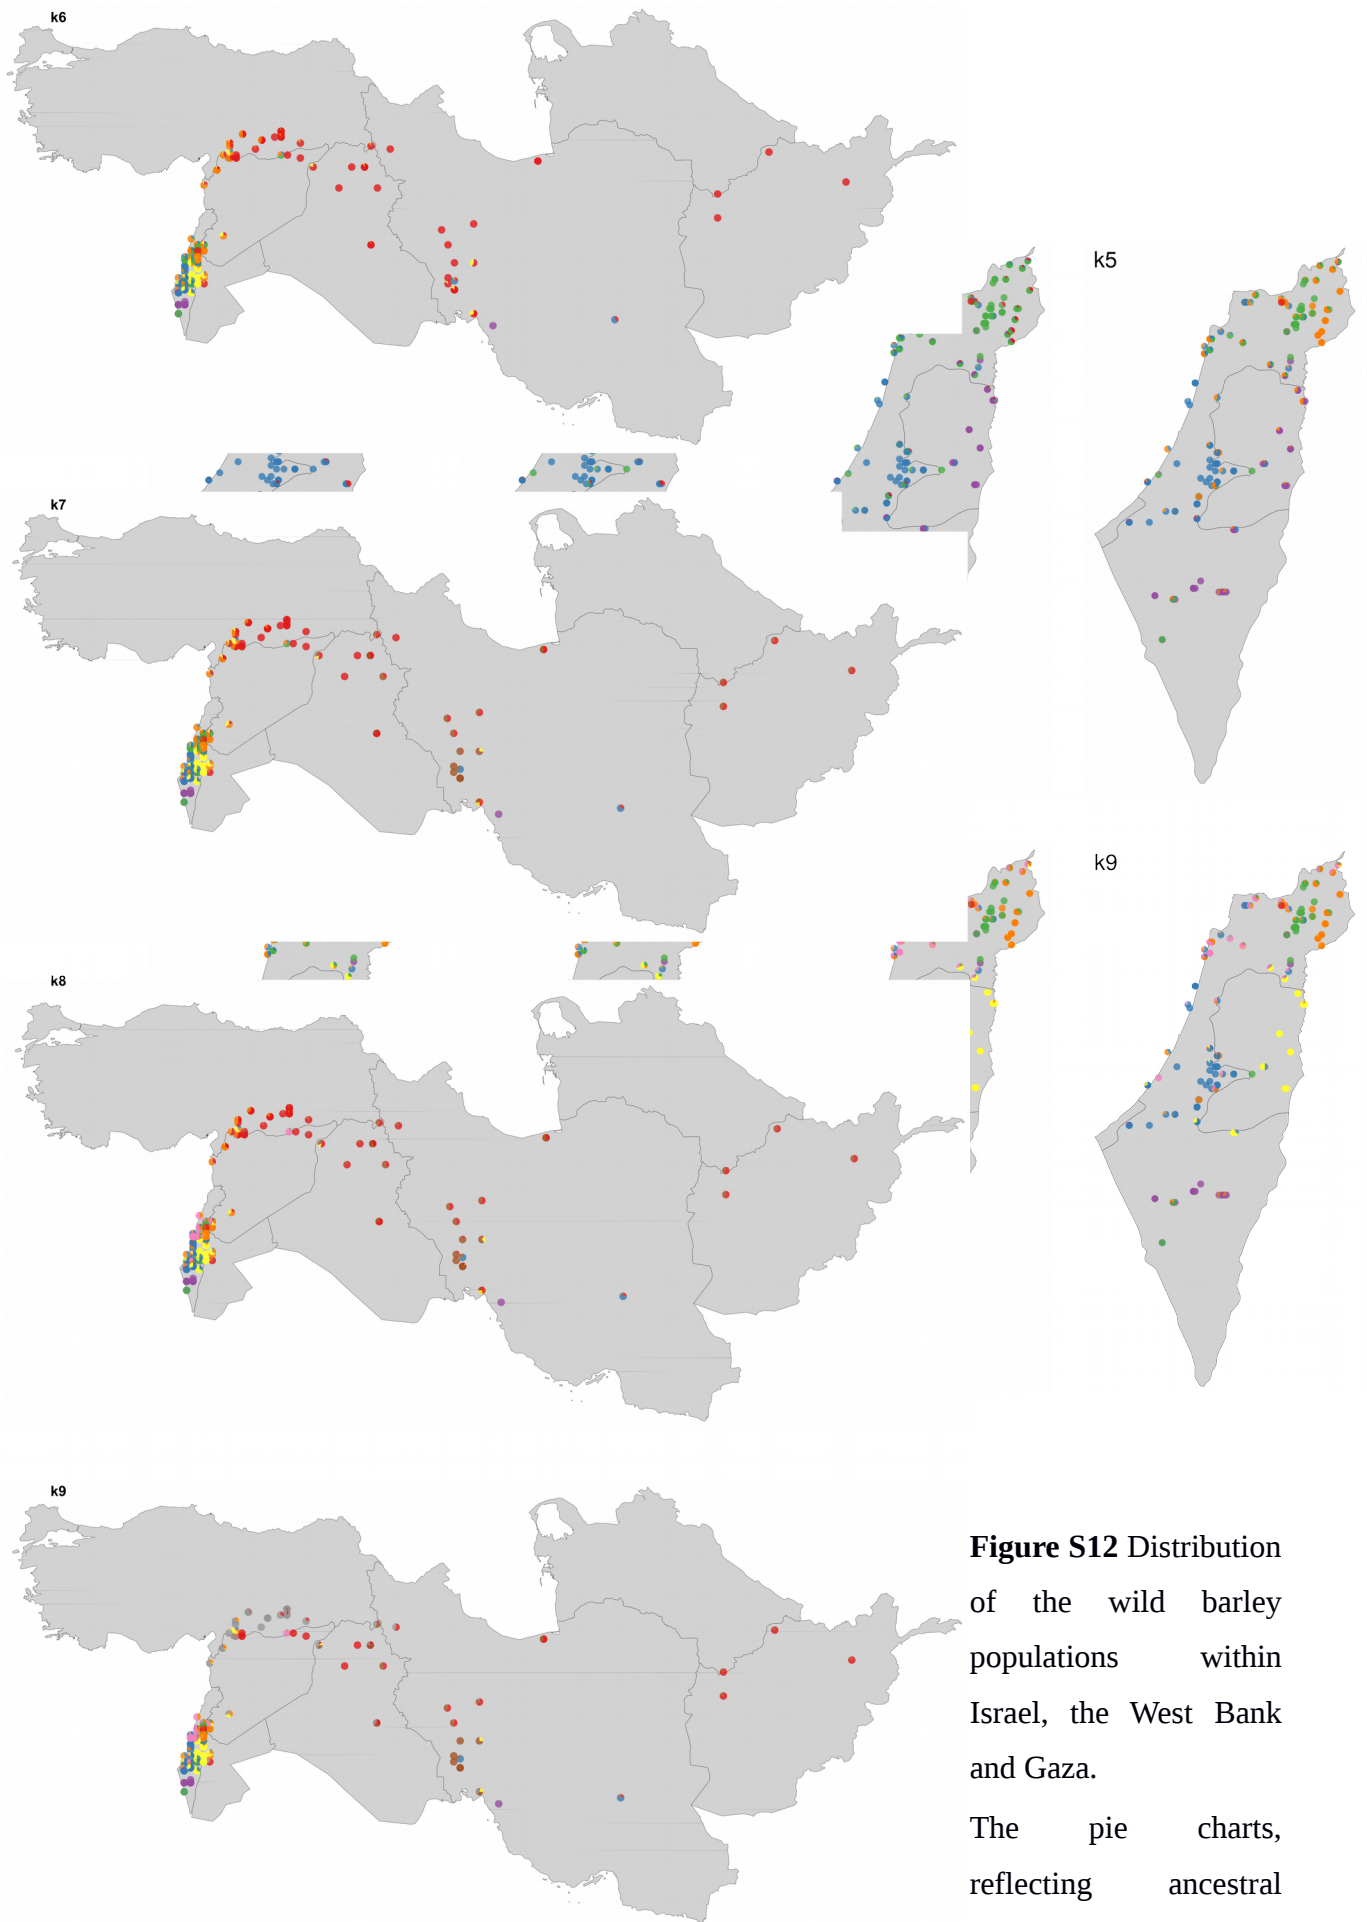 k6
k5
k7
k9
k8
k9
Figure S12 Distribution
of the wild barley
populations within
Israel, the West Bank
and Gaza.
The pie charts,
reflecting ancestral